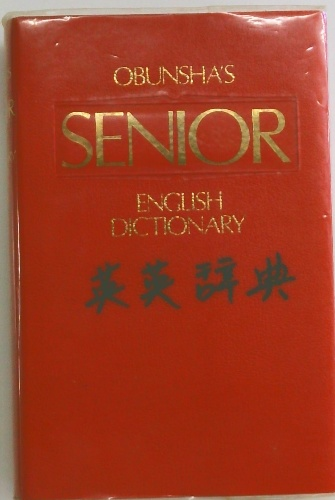 OBUNSHA'S
SENIOR
ENGLISH
DICTIONARY
英英辞典